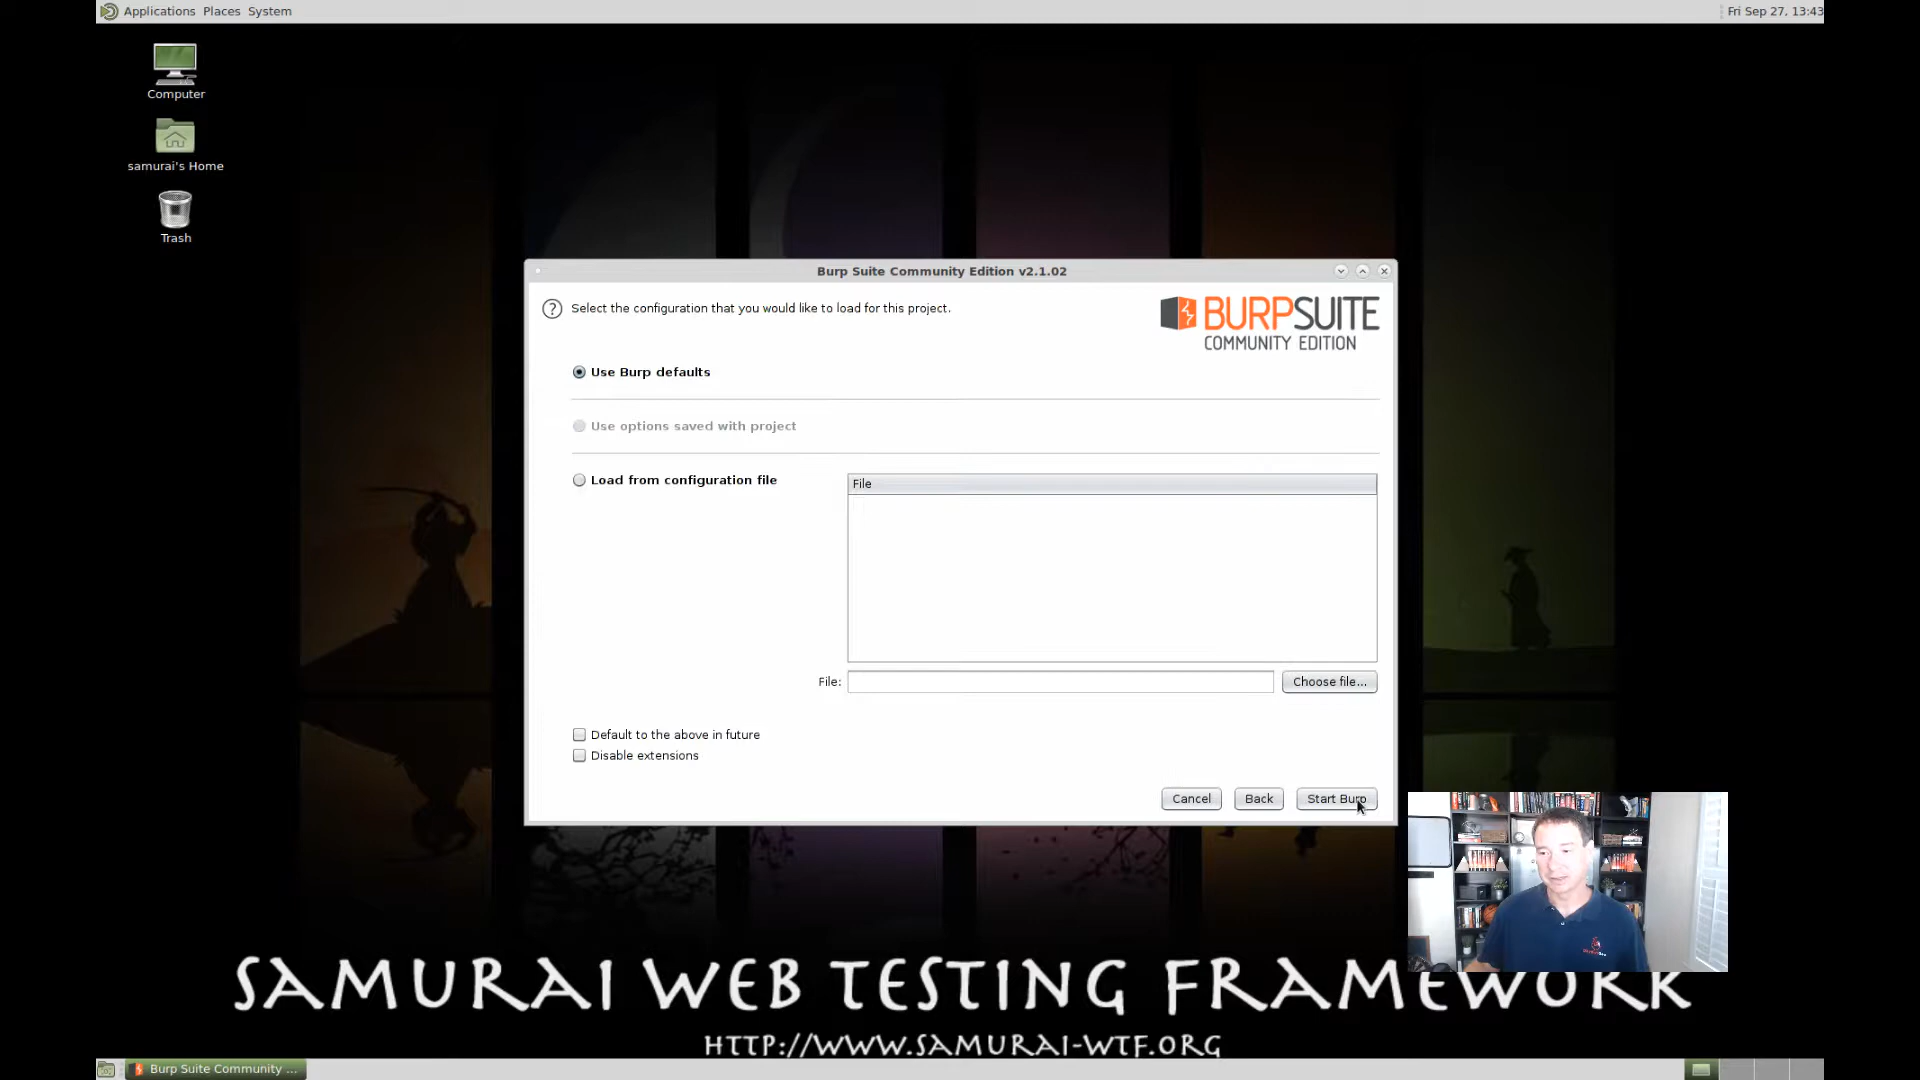 Applications Places System
Fri Sep 27, 13:43
Computer
samurai's Home
Trash
Burp Suite Community Edition v2.1.02
Select the configuration that you would like to load for this project.
BURPSUITE
COMMUNITY EDITION
Use Burp defaults
Use options saved with project
Load from configuration file
File
File:
Choose file...
Default to the above in future
Disable extensions
Cancel
Back
Start Burp
SAMURAI WEB TESTING FRAMEWORK
HTTP://WWW.SAMURAI-WTF.ORG
Burp Suite Community ...